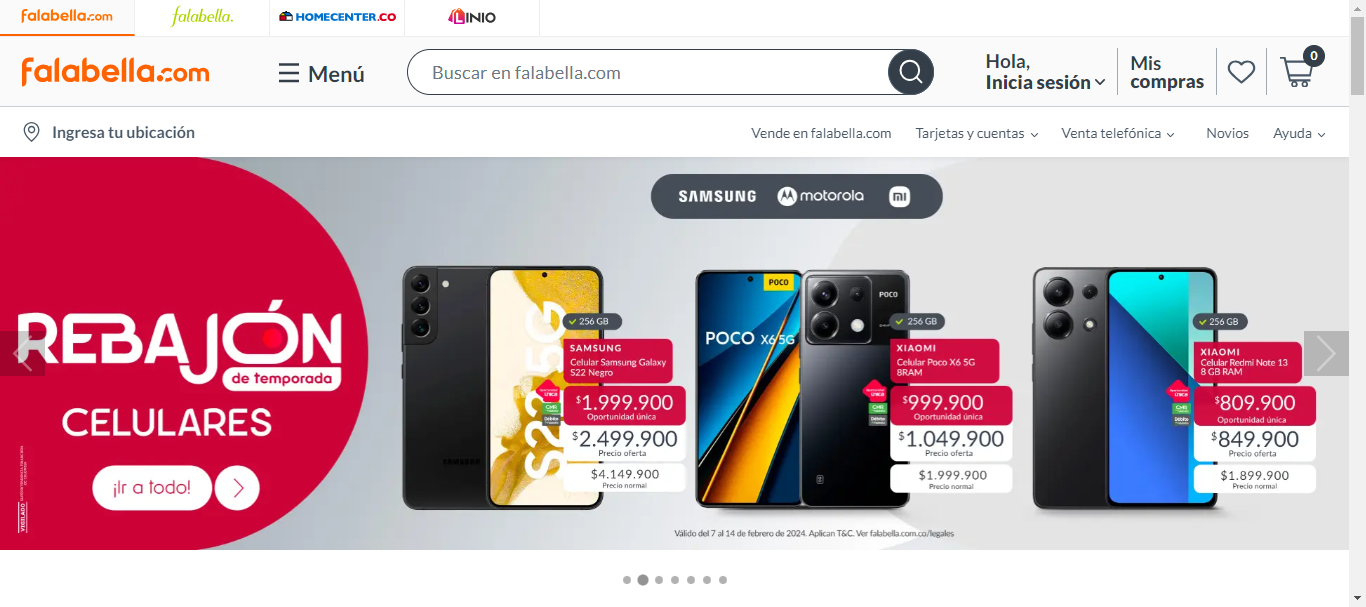 falabella.com
falabella.
HOMECENTER.CO
LINIO
falabella.com
Menú
Buscar en falabella.com
Hola,
Inicia sesión
Mis
compras
0
Ingresa tu ubicación
Vende en falabella.com
Tarjetas y cuentas
Venta telefónica
Novios
Ayuda
SAMSUNG
motorola
mi
REBAJÓN
de temporada
CELULARES
¡Ir a todo!
VIGILADO
S22 5G
SAMSUNG
256 GB
SAMSUNG
Celular Samsung Galaxy
S22 Negro
$1.999.900
Oportunidad única
$2.499.900
Precio oferta
$4.149.900
Precio normal
POCO
POCO X6 5G
POCO
256 GB
XIAOMI
Celular Poco X6 5G
8RAM
$999.900
Oportunidad única
$1.049.900
Precio oferta
$1.999.900
Precio normal
256 GB
XIAOMI
Celular Redmi Note 13
8 GB RAM
$809.900
Oportunidad única
$849.900
Precio oferta
$1.899.900
Precio normal
Válido del 7 al 14 de febrero de 2024. Aplican T&C. Ver falabella.com.co/legales